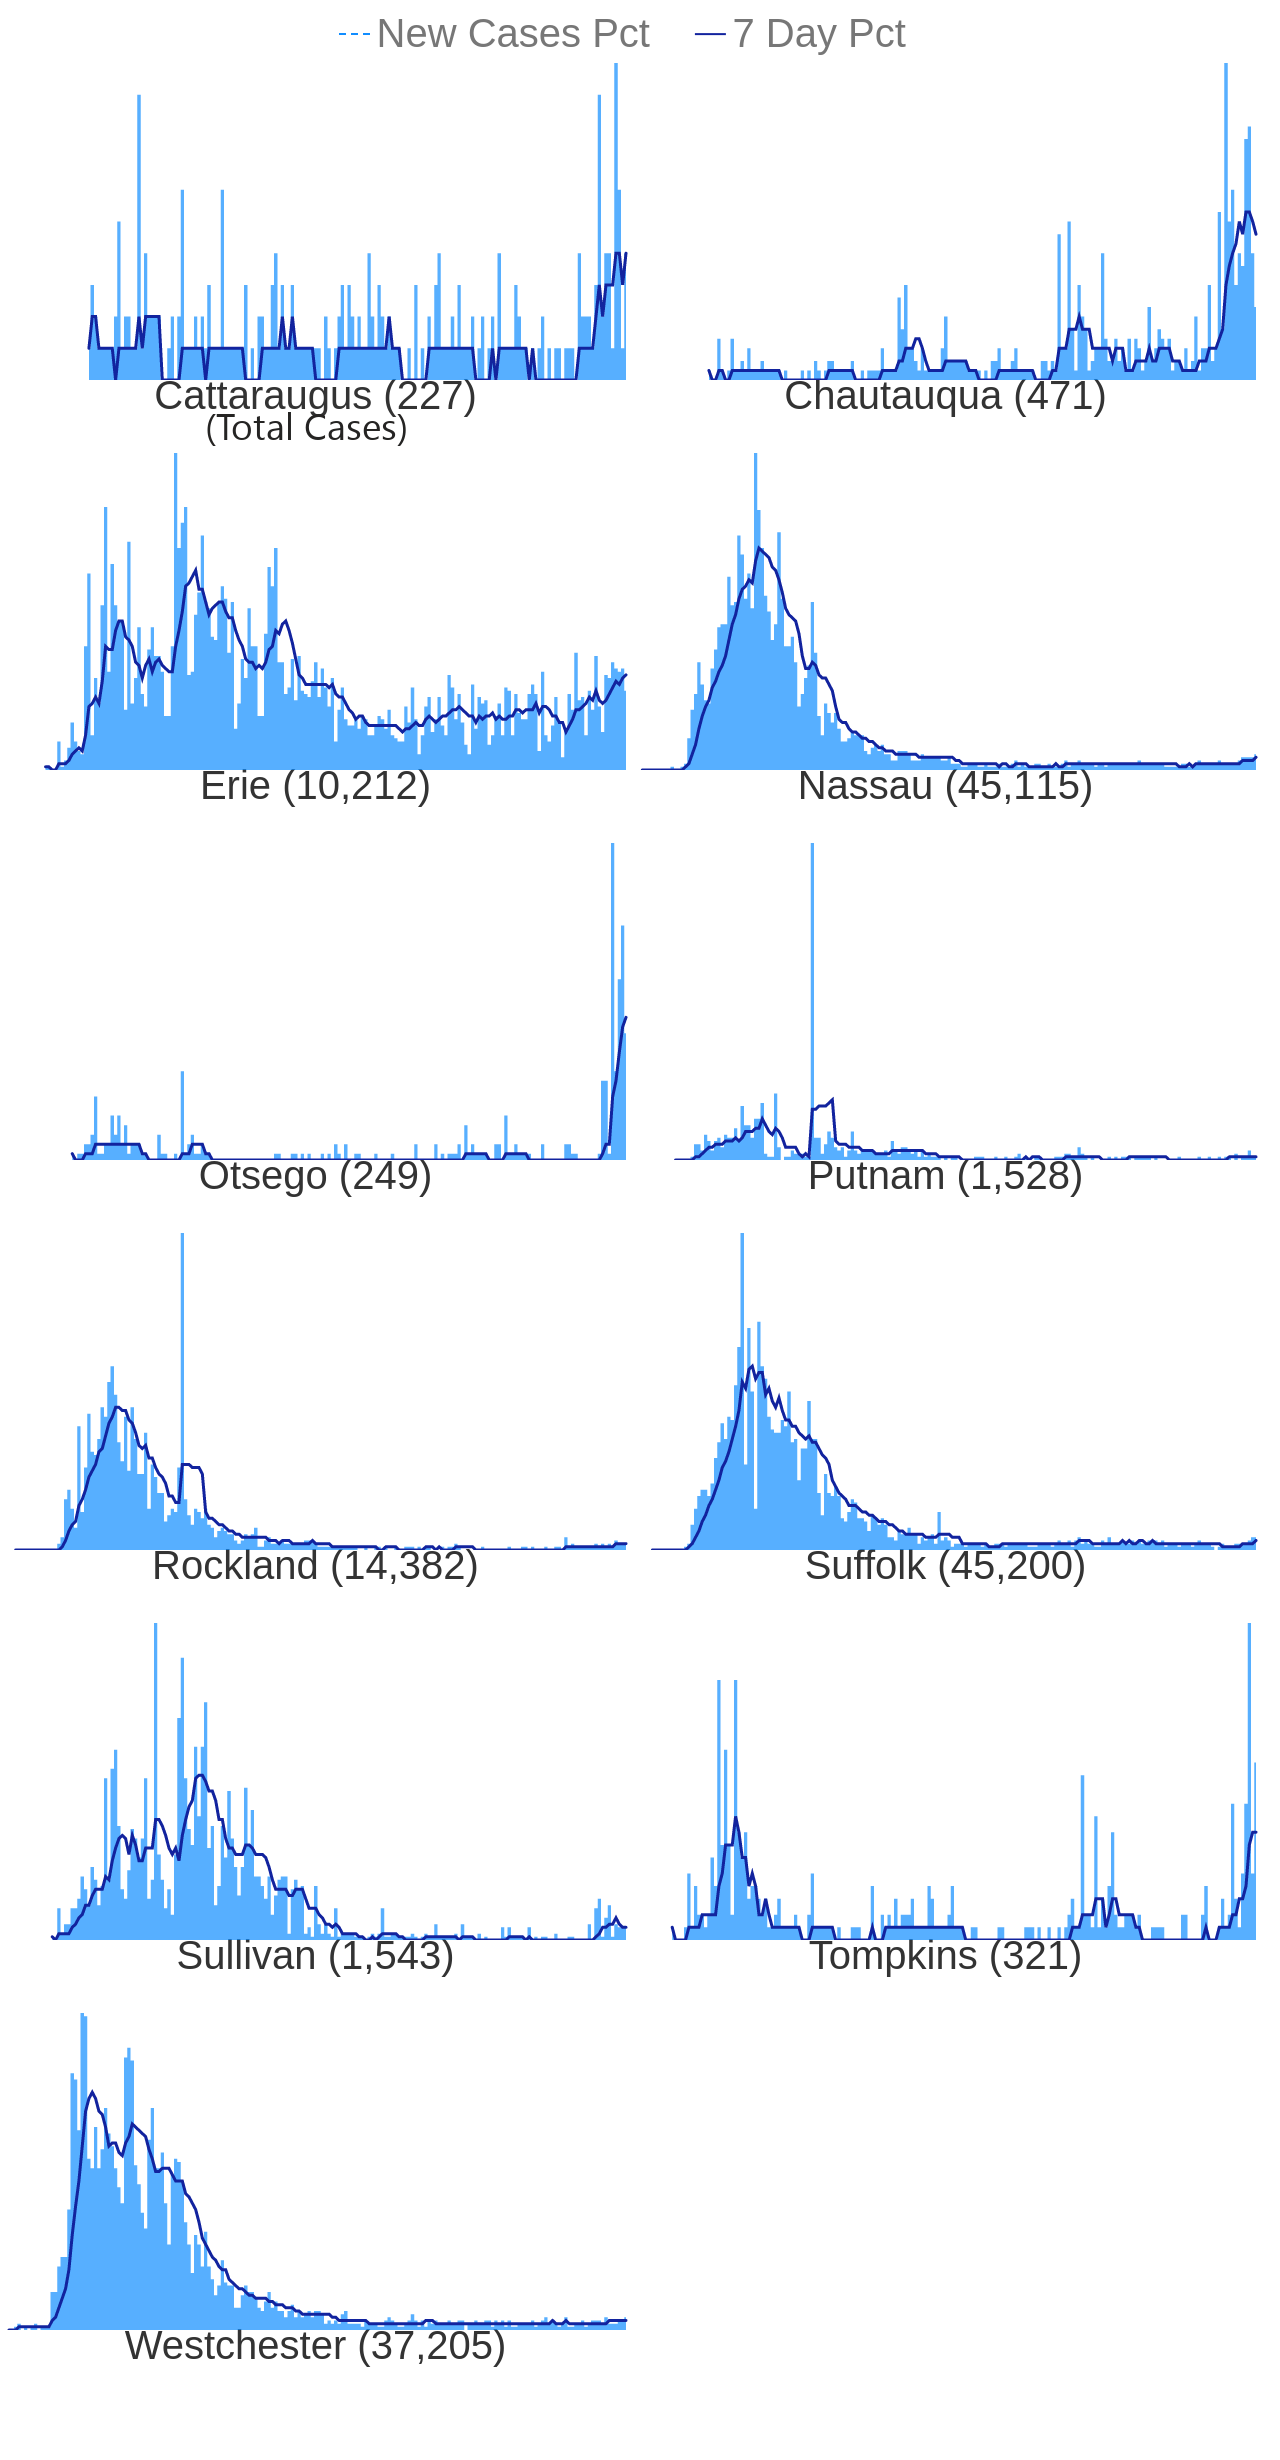 New Cases Pct 7 Day Pct
Cattaraugus (227) Chautauqua (471)
(Total Cases)
Erie (10,212) Nassau (45,115)
Otsego (249) Putnam (1,528)
Rockland (14,382) Suffolk (45,200)
Sullivan (1,543) Tompkins (321)
Westchester (37,205)